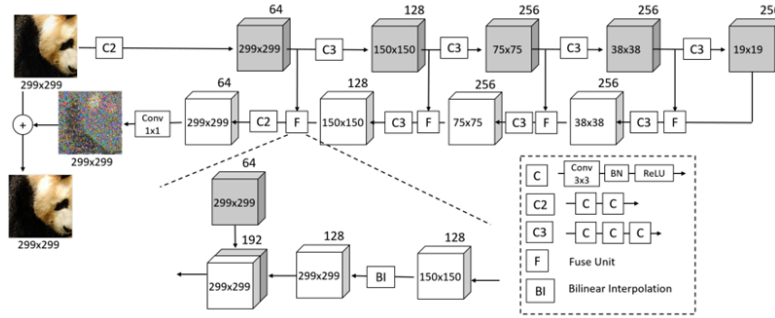 64
128
256
256
256
C2
299x299
C3
150x150
C3
75x75
C3
38x38
C3
19x19
299x299
64
128
256
256
299x299
Conv
1x1
299x299
C2
F
150x150
C3
F
75x75
C3
F
38x38
C3
F
299x299
64
299x299
192
128
128
299x299
299x299
BI
150x150
C
Conv
3x3
BN
ReLU
C2
C
C
C3
C
C
C
F
Fuse Unit
BI
Bilinear Interpolation